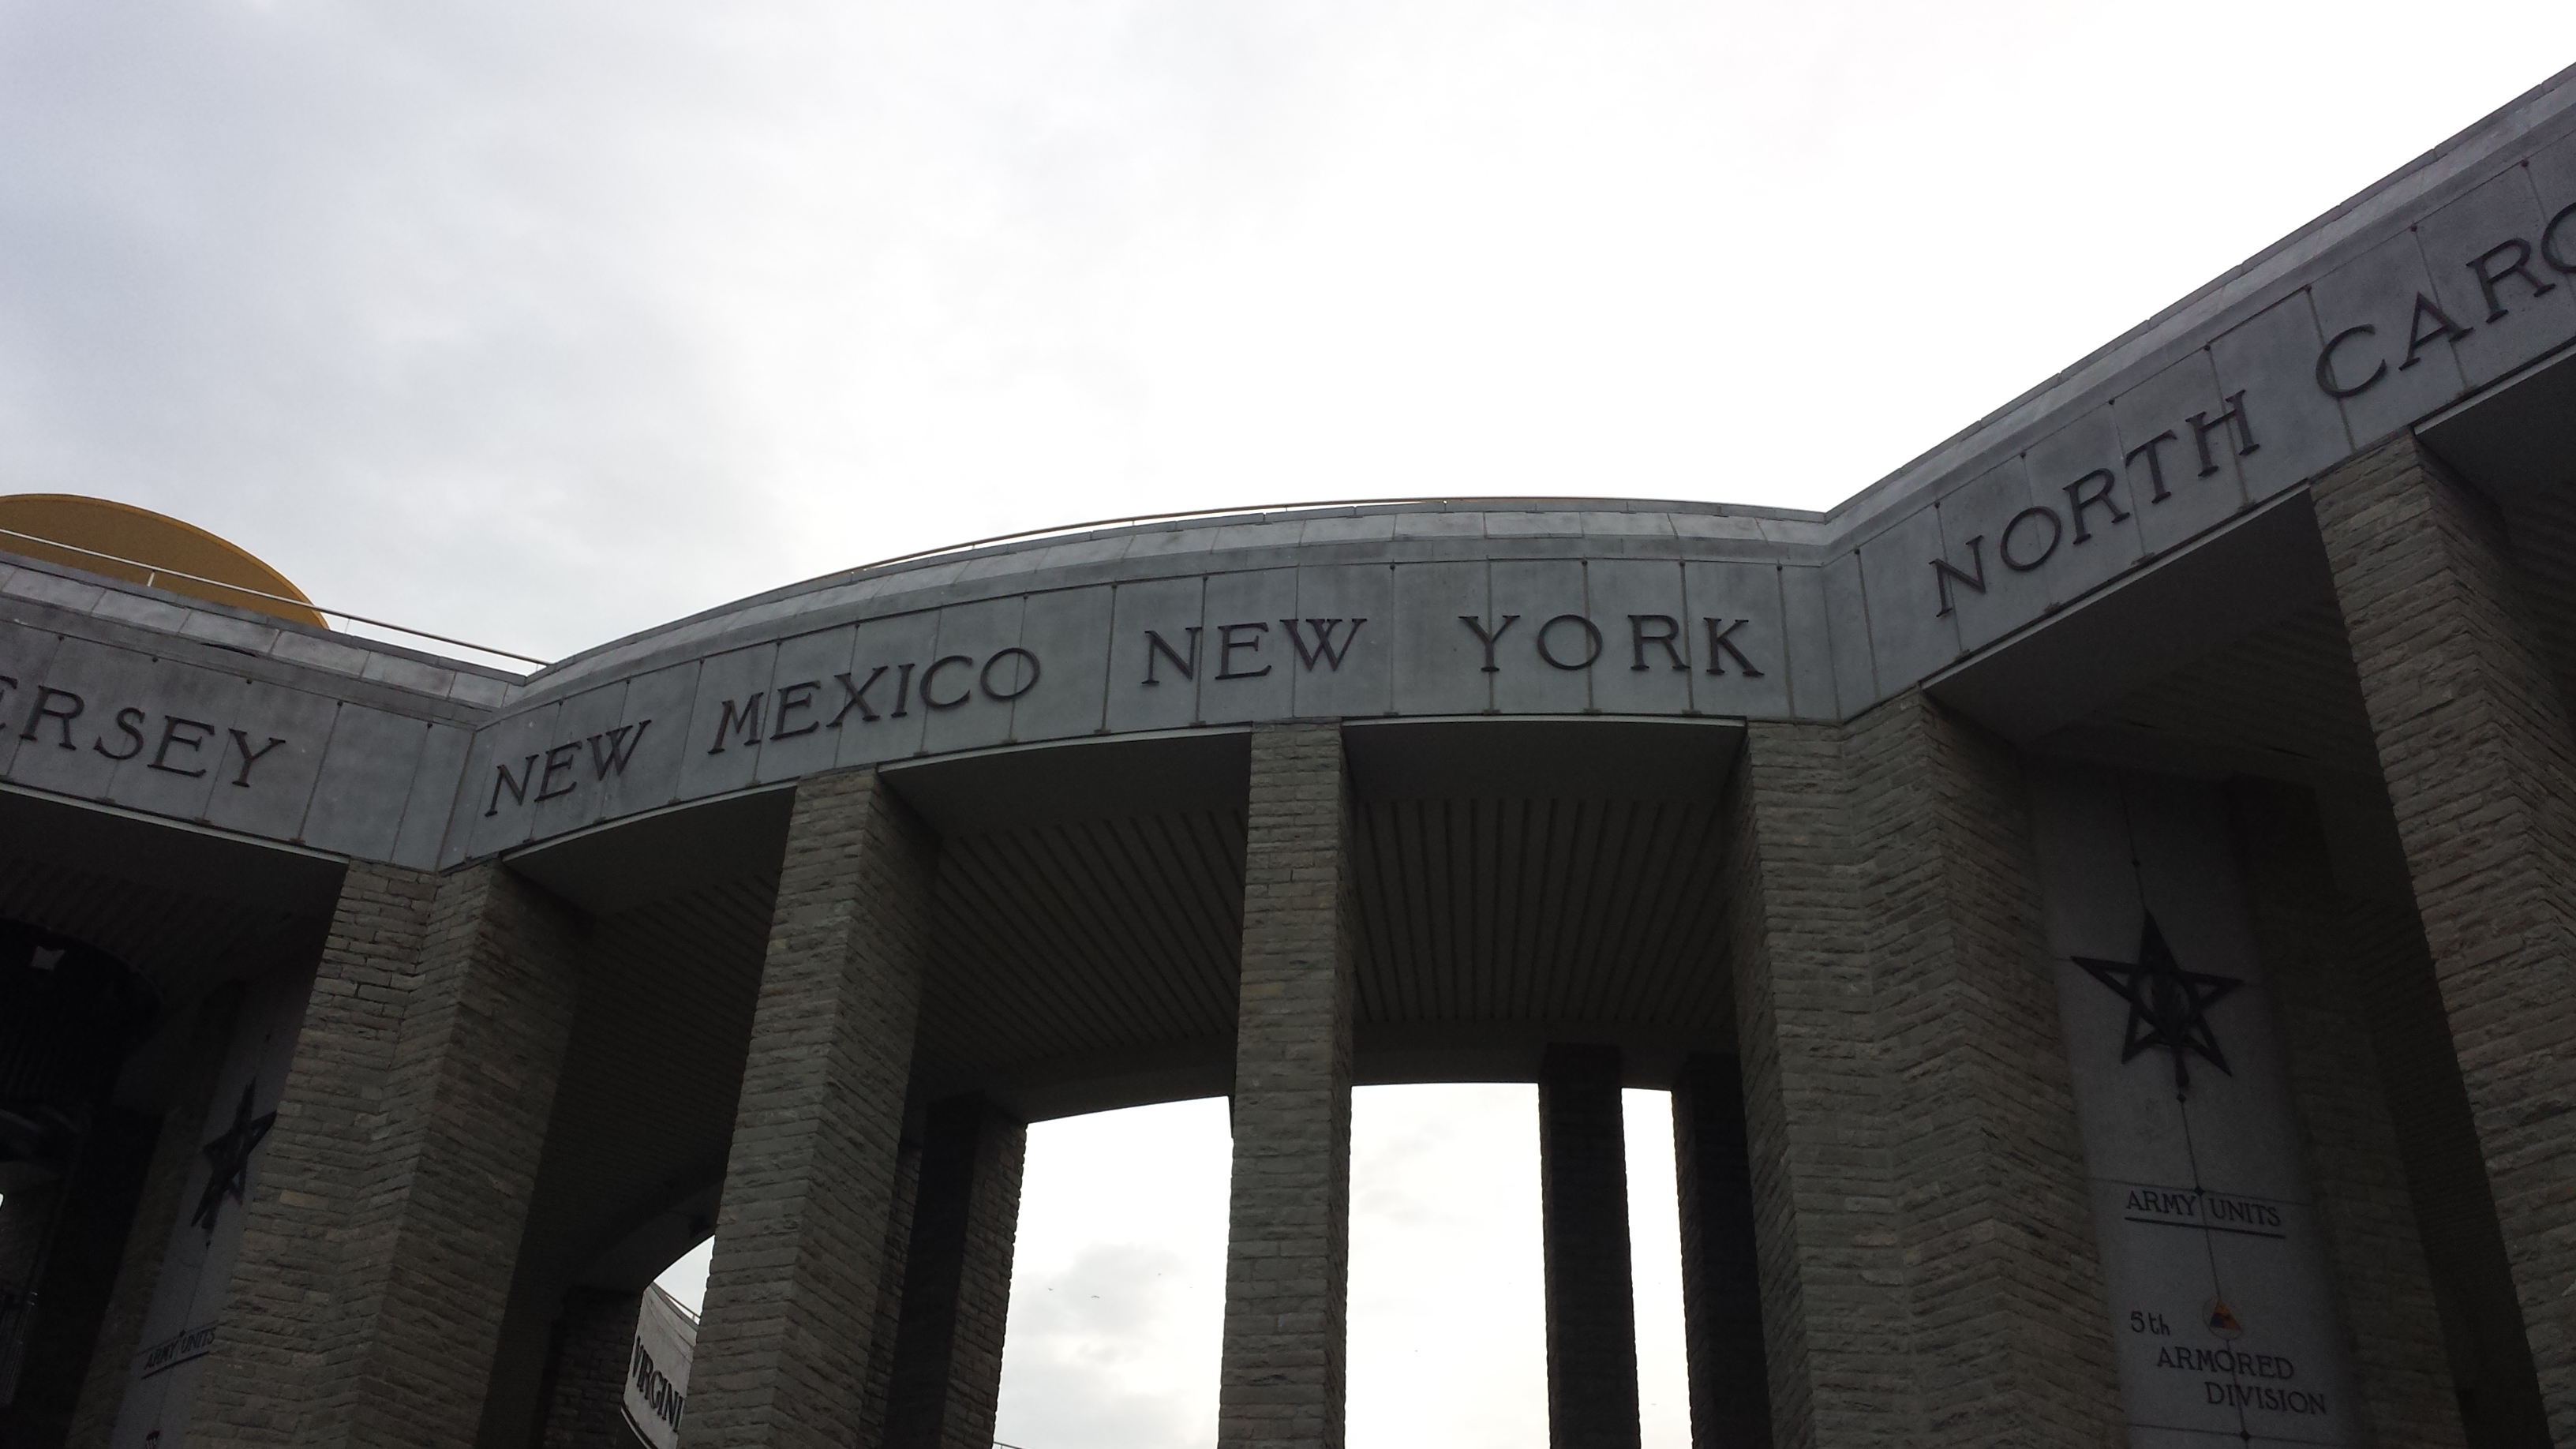 ERSEY
NEW MEXICO NEW YORK
NORTH CARO
VIRGINI
ARMY UNITS
ARMY UNITS
5th
ARMORED
DIVISION